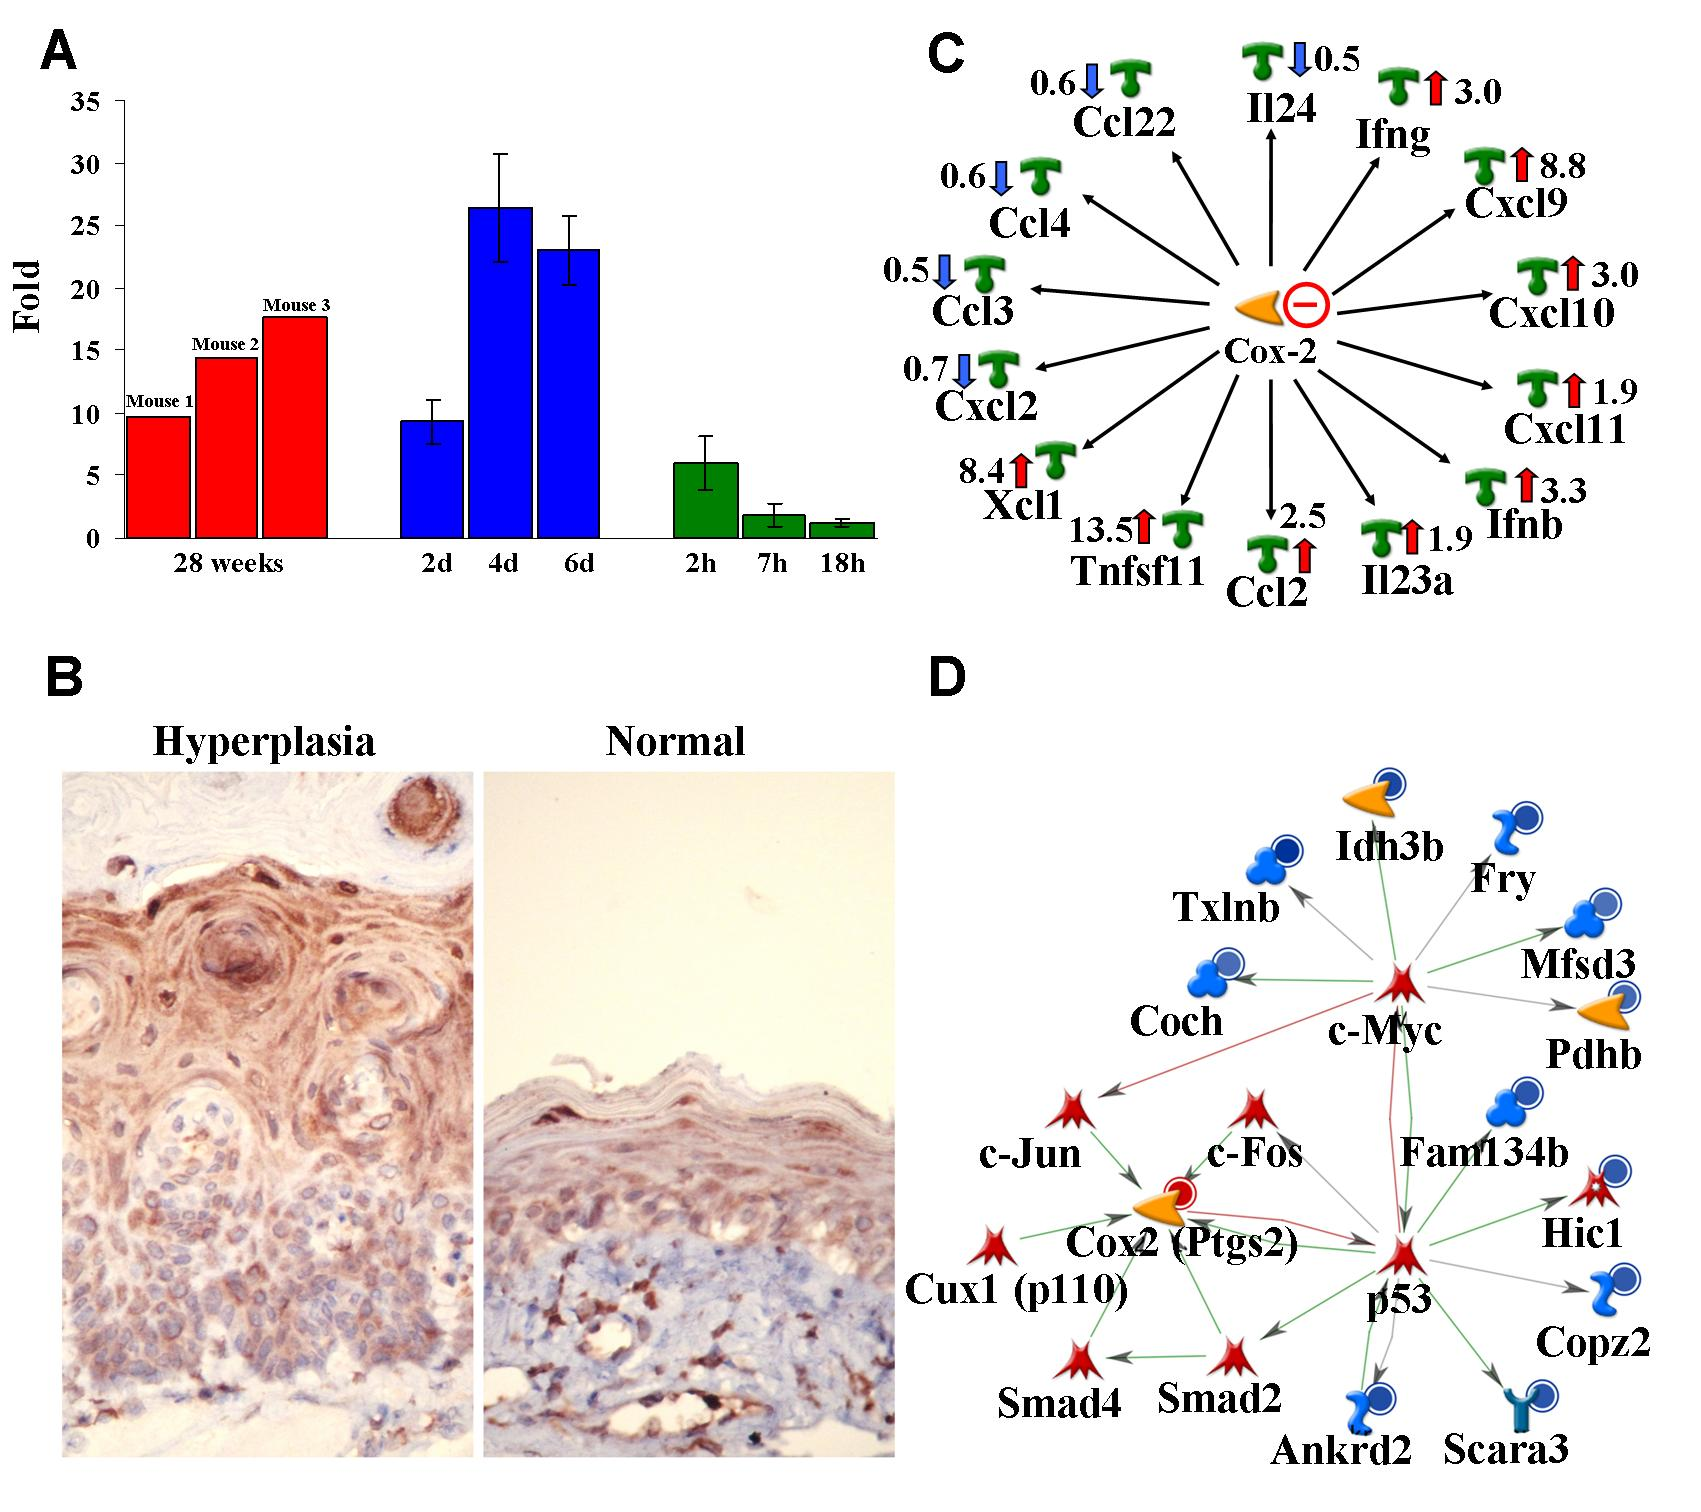 A
Fold
35
30
25
20
15
10
5
0
Mouse 1
Mouse 2
Mouse 3
28 weeks
2d
4d
6d
2h
7h
18h
C
0.6
Ccl22
0.5
Il24
3.0
Ifng
8.8
Cxcl9
3.0
Cxcl10
1.9
Cxcl11
3.3
Ifnb
1.9
Il23a
2.5
Ccl2
13.5
Tnfsf11
8.4
Xcl1
0.7
Cxcl2
0.5
Ccl3
0.6
Ccl4
Cox-2
B
Hyperplasia
Normal
D
Idh3b
Fry
Txlnb
Mfsd3
Coch
c-Myc
Pdhb
c-Jun
c-Fos
Fam134b
Hic1
Cox2 (Ptgs2)
Cux1 (p110)
p53
Copz2
Smad4
Smad2
Ankrd2
Scara3